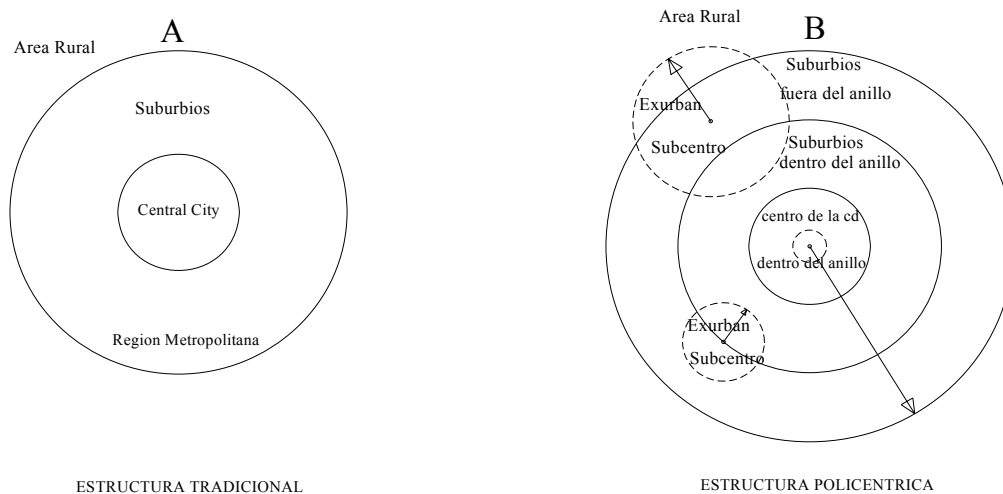 A
Area Rural
Suburbios
Central City
Region Metropolitana
ESTRUCTURA TRADICIONAL
B
Area Rural
Suburbios
fuera del anillo
Exurban
Subcentro
Suburbios
dentro del anillo
centro de la cd
dentro del anillo
Exurban
Subcentro
ESTRUCTURA POLICENTRICA